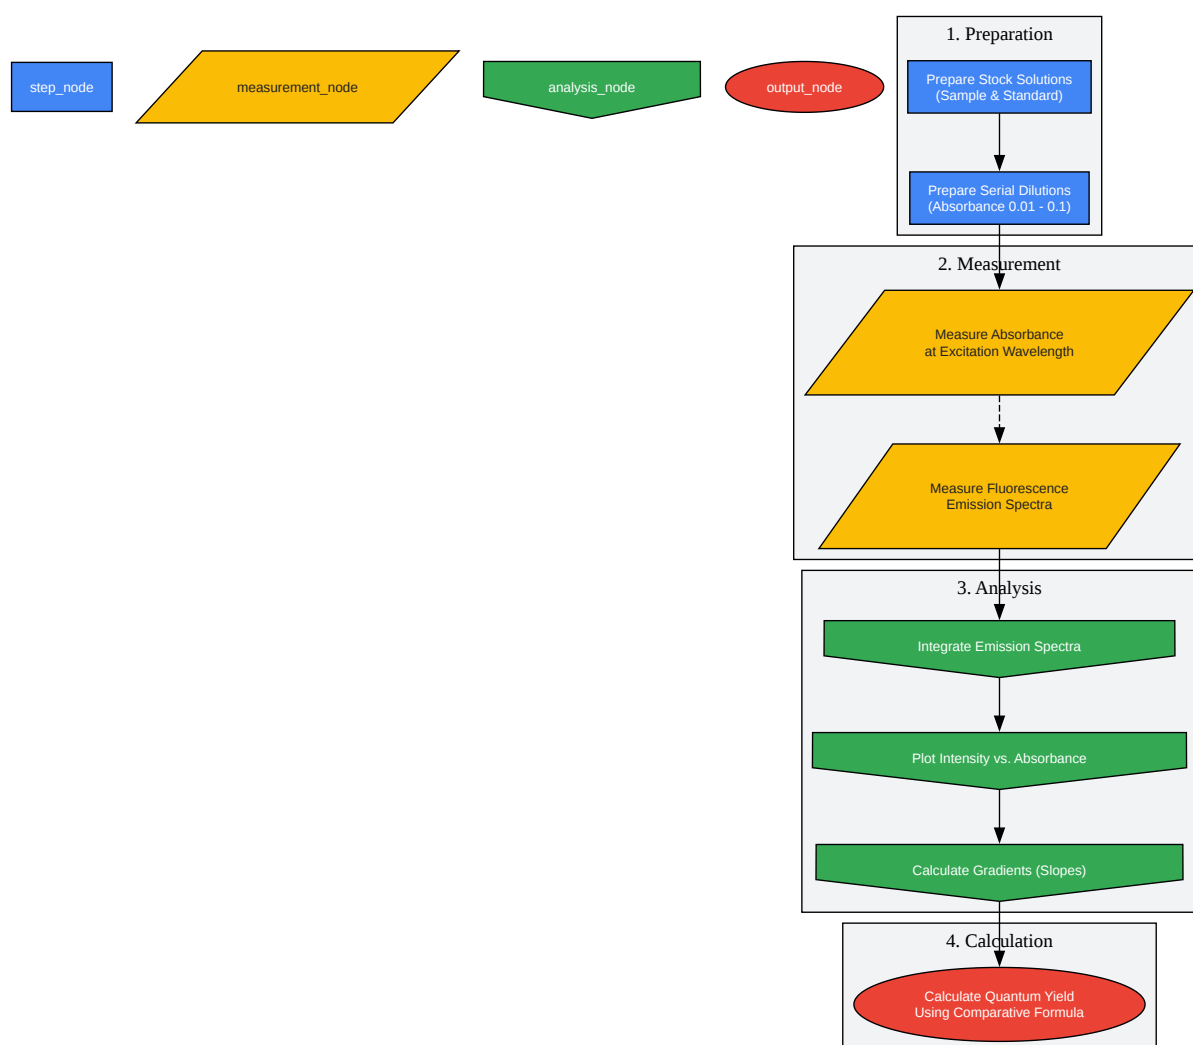 step_node
measurement_node
analysis_node
output_node
1. Preparation
Prepare Stock Solutions
(Sample & Standard)
Prepare Serial Dilutions
(Absorbance 0.01 - 0.1)
2. Measurement
Measure Absorbance
at Excitation Wavelength
Measure Fluorescence
Emission Spectra
3. Analysis
Integrate Emission Spectra
Plot Intensity vs. Absorbance
Calculate Gradients (Slopes)
4. Calculation
Calculate Quantum Yield
Using Comparative Formula